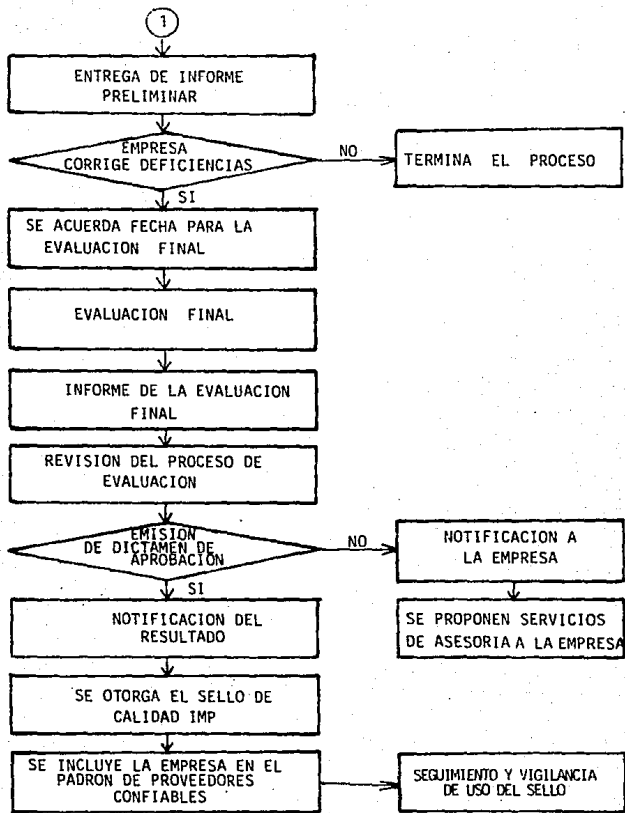 1
ENTREGA DE INFORME
PRELIMINAR
EMPRESA
CORRIGE DEFICIENCIAS
NO
TERMINA EL PROCESO
SI
SE ACUERDA FECHA PARA LA
EVALUACION FINAL
EVALUACION FINAL
INFORME DE LA EVALUACION
FINAL
REVISION DEL PROCESO DE
EVALUACION
EMISION
DE DICTAMEN DE
APROBACION
NO
NOTIFICACION A
LA EMPRESA
SI
NOTIFICACION DEL
RESULTADO
SE PROPONEN SERVICIOS
DE ASESORIA A LA EMPRESA
SE OTORGA EL SELLO DE
CALIDAD IMP
SE INCLUYE LA EMPRESA EN EL
PADRON DE PROVEEDORES
CONFIABLES
SEGUIMIENTO Y VIGILANCIA
DE USO DEL SELLO